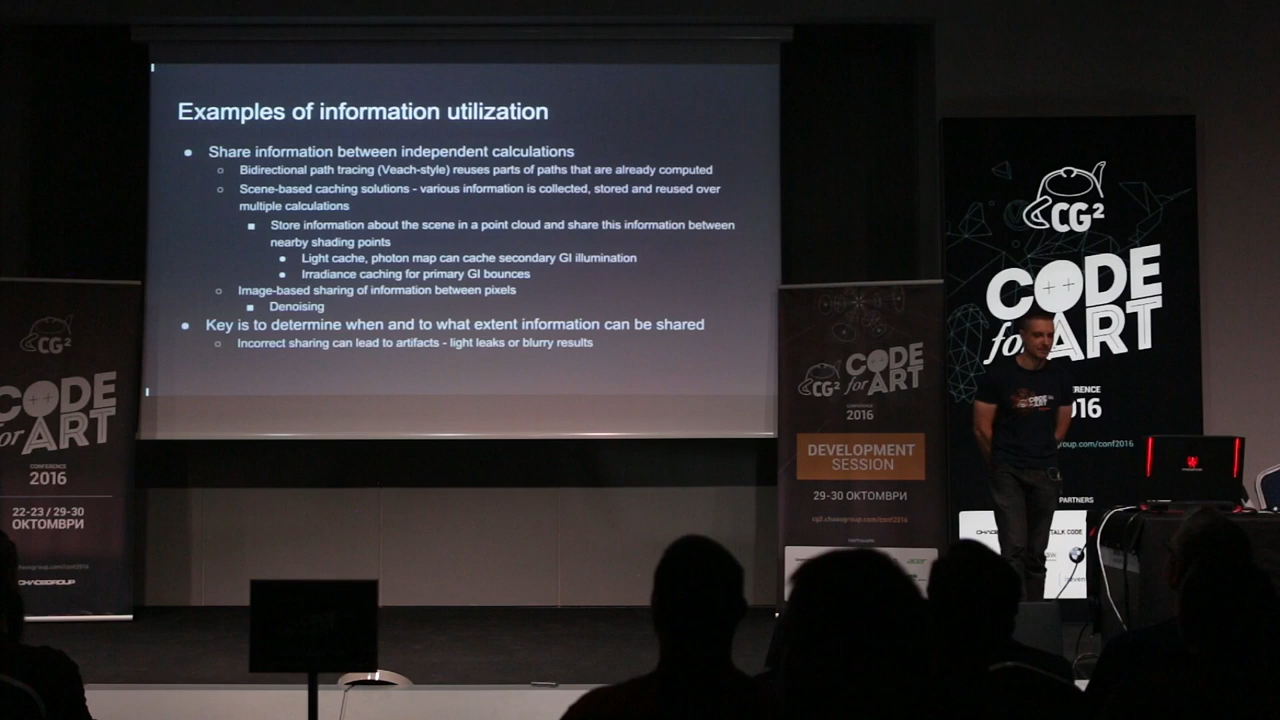 Examples of information utilization
● Share information between independent calculations
○ Bidirectional path tracing (Veach-style) reuses parts of paths that are already computed
○ Scene-based caching solutions - various information is collected, stored and reused over
multiple calculations
■ Store information about the scene in a point cloud and share this information between
nearby shading points
● Light cache, photon map can cache secondary GI illumination
● Irradiance caching for primary GI bounces
○ Image-based sharing of information between pixels
■ Denoising
● Key is to determine when and to what extent information can be shared
○ Incorrect sharing can lead to artifacts - light leaks or blurry results
CG²
CODE
for ART
CONFERENCE
2016
22-23 / 29-30
ОКТОМВРИ
CHAOSGROUP
CG²
CODE
for ART
CONFERENCE
2016
DEVELOPMENT
SESSION
29-30 ОКТОМВРИ
cg2.chaosgroup.com/conf2016
acer
CG²
CODE
for ART
2016
group.com/conf2016
PARTNERS
TALK CODE
CODE
ART